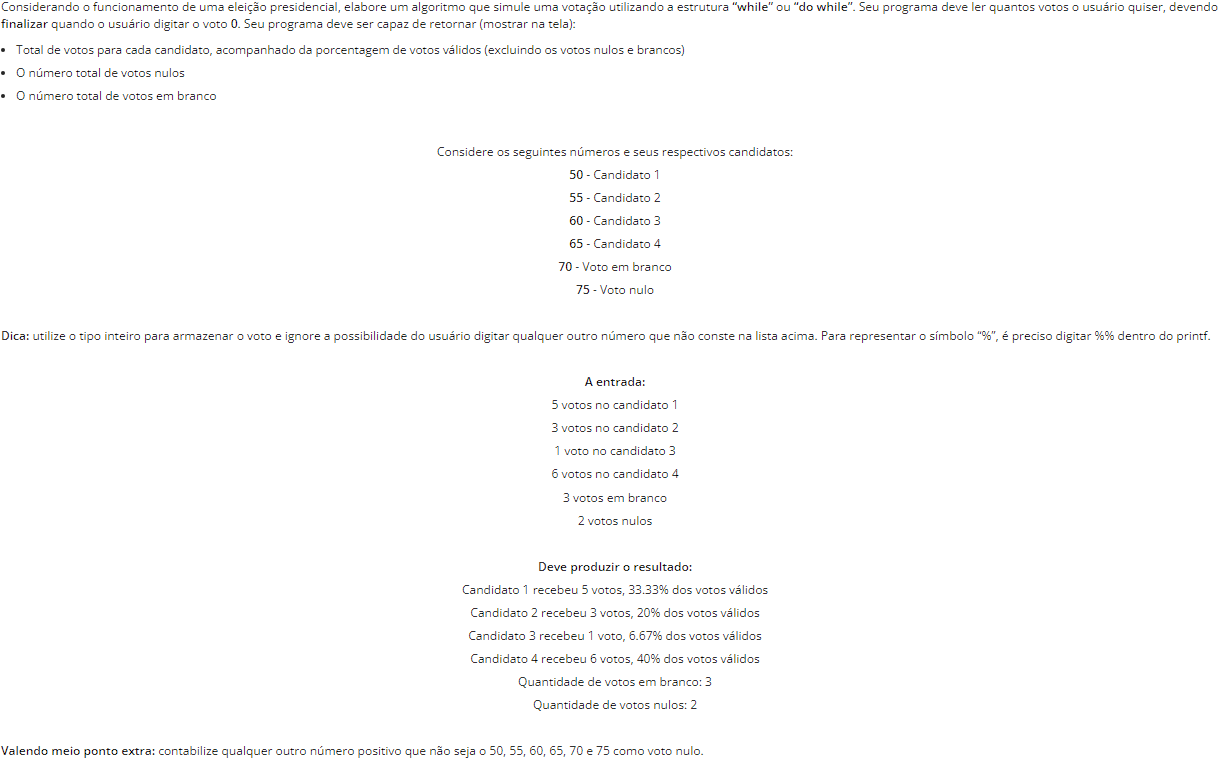 Considerando o funcionamento de uma eleição presidencial, elabore um algoritmo que simule uma votação utilizando a estrutura “while” ou “do while”. Seu programa deve ler quantos votos o usuário quiser, devendo
finalizar quando o usuário digitar o voto 0. Seu programa deve ser capaz de retornar (mostrar na tela):
• Total de votos para cada candidato, acompanhado da porcentagem de votos válidos (excluindo os votos nulos e brancos)
• O número total de votos nulos
• O número total de votos em branco
Considere os seguintes números e seus respectivos candidatos:
50 - Candidato 1
55 - Candidato 2
60 - Candidato 3
65 - Candidato 4
70 - Voto em branco
75 - Voto nulo
Dica: utilize o tipo inteiro para armazenar o voto e ignore a possibilidade do usuário digitar qualquer outro número que não conste na lista acima. Para representar o símbolo “%”, é preciso digitar %% dentro do printf.
A entrada:
5 votos no candidato 1
3 votos no candidato 2
1 voto no candidato 3
6 votos no candidato 4
3 votos em branco
2 votos nulos
Deve produzir o resultado:
Candidato 1 recebeu 5 votos, 33.33% dos votos válidos
Candidato 2 recebeu 3 votos, 20% dos votos válidos
Candidato 3 recebeu 1 voto, 6.67% dos votos válidos
Candidato 4 recebeu 6 votos, 40% dos votos válidos
Quantidade de votos em branco: 3
Quantidade de votos nulos: 2
Valendo meio ponto extra: contabilize qualquer outro número positivo que não seja o 50, 55, 60, 65, 70 e 75 como voto nulo.